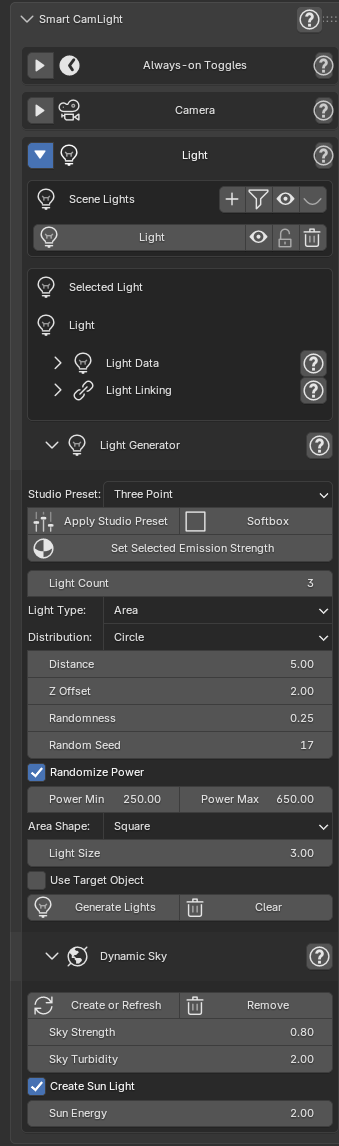 Smart CamLight
Always-on Toggles
Camera
Light
Scene Lights
Light
Selected Light
Light
Light Data
Light Linking
Light Generator
Studio Preset: Three Point
Apply Studio Preset Softbox
Set Selected Emission Strength
Light Count 3
Light Type: Area
Distribution: Circle
Distance 5.00
Z Offset 2.00
Randomness 0.25
Random Seed 17
Randomize Power
Power Min 250.00 Power Max 650.00
Area Shape: Square
Light Size 3.00
Use Target Object
Generate Lights Clear
Dynamic Sky
Create or Refresh Remove
Sky Strength 0.80
Sky Turbidity 2.00
Create Sun Light
Sun Energy 2.00